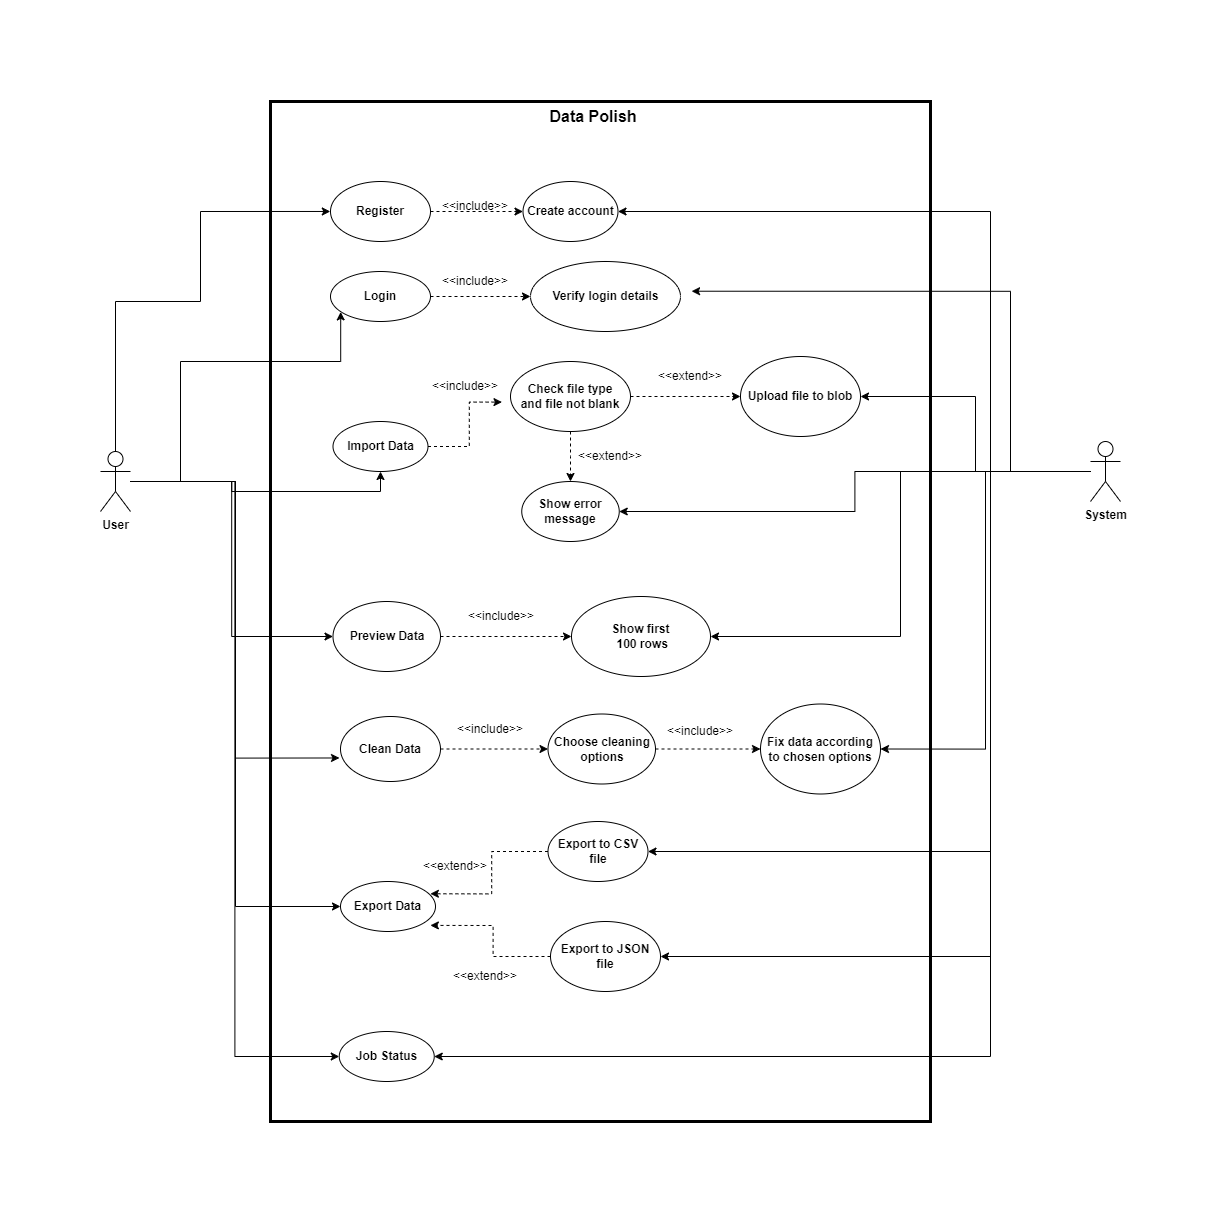 Data Polish
Register
<<include>>
Create account
Login
<<include>>
Verify login details
Import Data
<<include>>
Check file type
and file not blank
<<extend>>
Upload file to blob
<<extend>>
Show error
message
User
System
Preview Data
<<include>>
Show first
100 rows
Clean Data
<<include>>
Choose cleaning
options
<<include>>
Fix data according
to chosen options
Export Data
<<extend>>
Export to CSV
file
<<extend>>
Export to JSON
file
Job Status